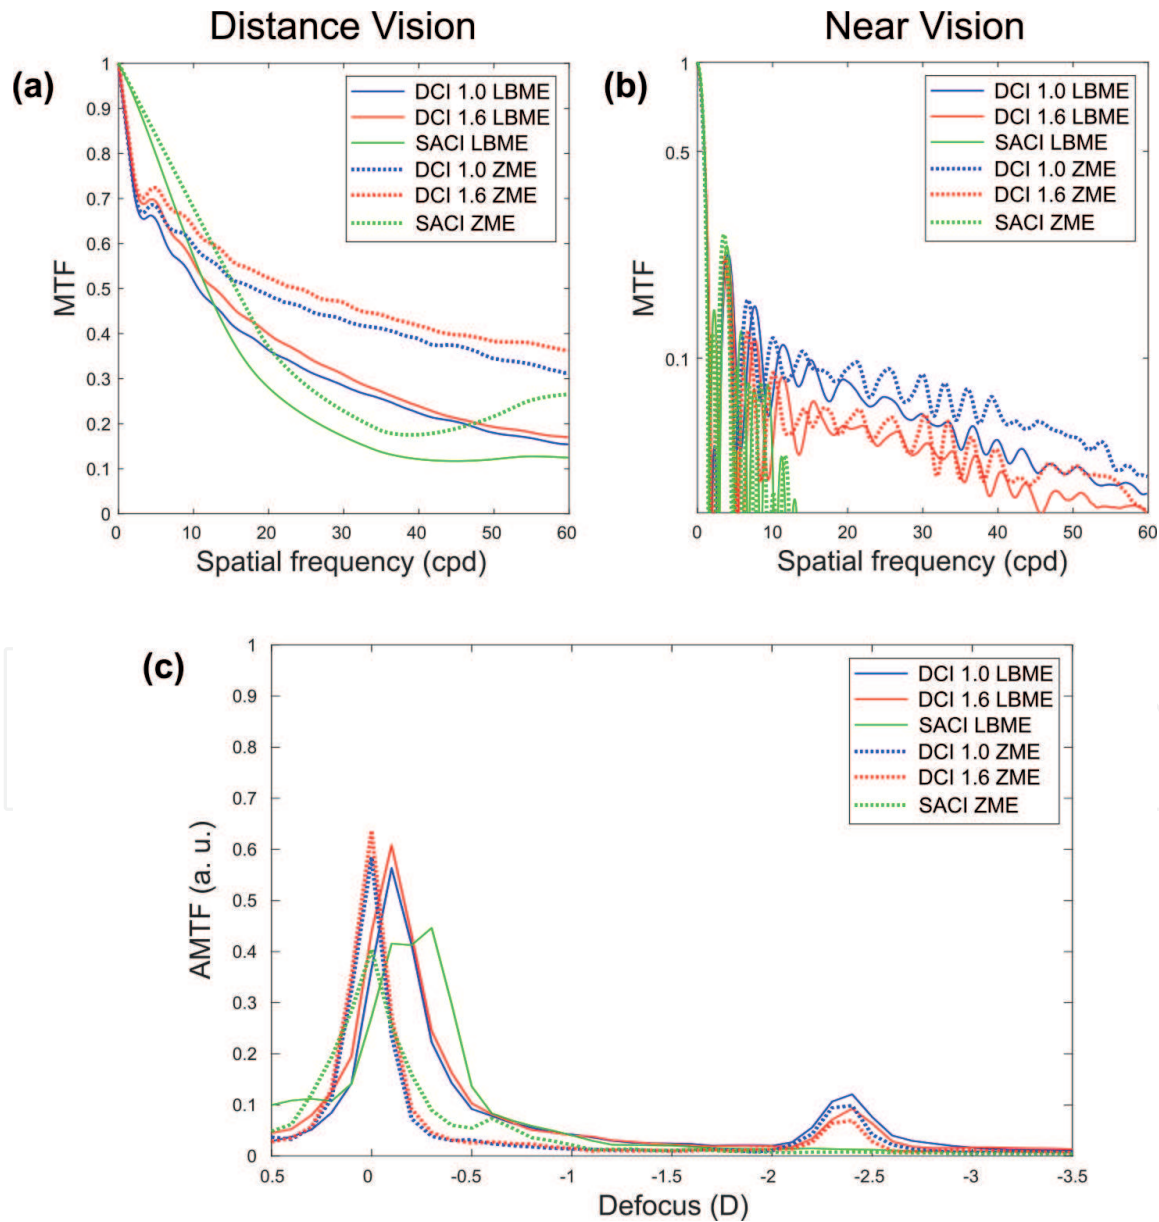 Distance Vision
Near Vision
(a)
MTF
1
0.9
0.8
0.7
0.6
0.5
0.4
0.3
0.2
0.1
0
DCI 1.0 LBME
DCI 1.6 LBME
SACI LBME
DCI 1.0 ZME
DCI 1.6 ZME
SACI ZME
0 10 20 30 40 50 60
Spatial frequency (cpd)
(b)
MTF
1
0.5
0.1
DCI 1.0 LBME
DCI 1.6 LBME
SACI LBME
DCI 1.0 ZME
DCI 1.6 ZME
SACI ZME
0 10 20 30 40 50 60
Spatial frequency (cpd)
(c)
AMTF (a. u.)
1
0.9
0.8
0.7
0.6
0.5
0.4
0.3
0.2
0.1
0
DCI 1.0 LBME
DCI 1.6 LBME
SACI LBME
DCI 1.0 ZME
DCI 1.6 ZME
SACI ZME
0.5 0 -0.5 -1 -1.5 -2 -2.5 -3 -3.5
Defocus (D)